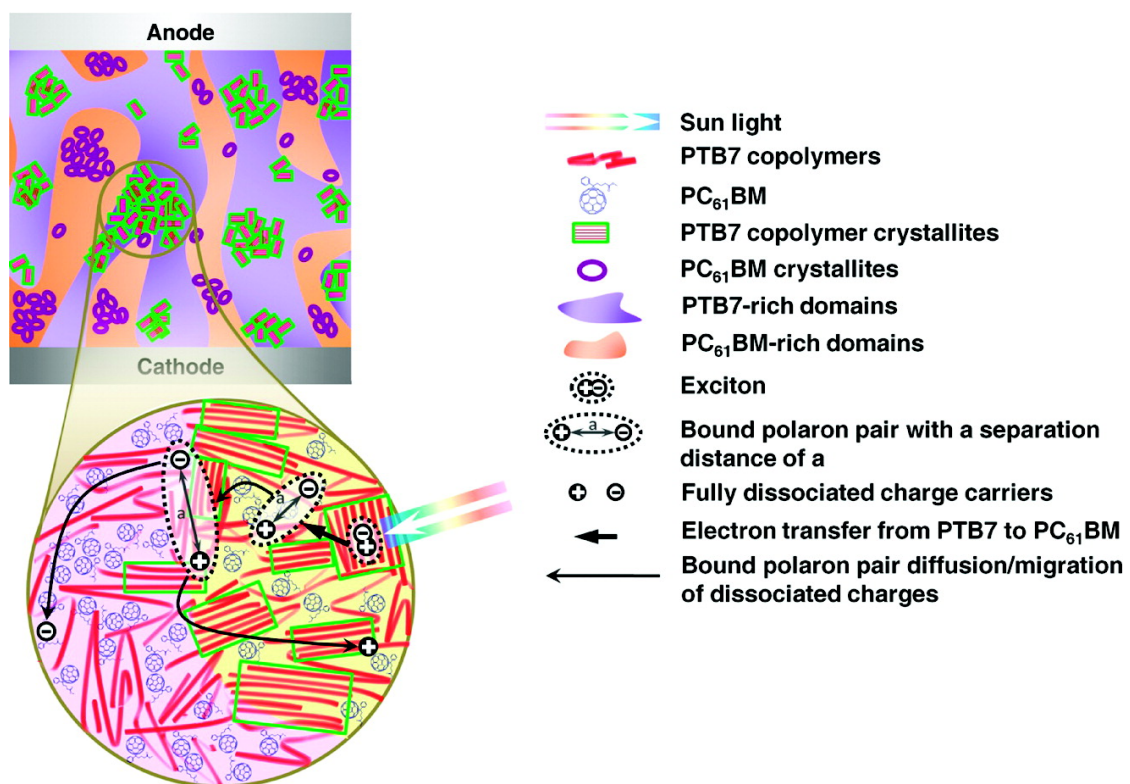 Anode
Cathode
a
a
Sun light
PTB7 copolymers
PC₆₁BM
PTB7 copolymer crystallites
PC₆₁BM crystallites
PTB7-rich domains
PC₆₁BM-rich domains
Exciton
a
Bound polaron pair with a separation
distance of a
Fully dissociated charge carriers
Electron transfer from PTB7 to PC₆₁BM
Bound polaron pair diffusion/migration
of dissociated charges